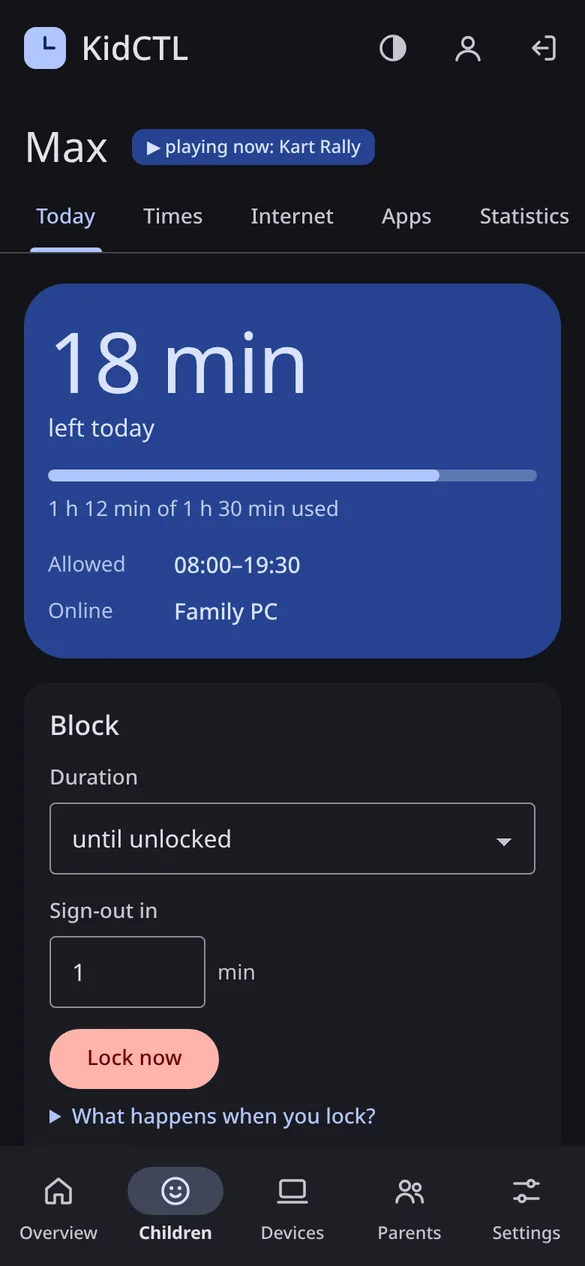 KidCTL
Max
▶ playing now: Kart Rally
Today Times Internet Apps Statistics
18 min
left today
1 h 12 min of 1 h 30 min used
Allowed 08:00–19:30
Online Family PC
Block
Duration
until unlocked
Sign-out in
1 min
Lock now
▶ What happens when you lock?
Overview Children Devices Parents Settings